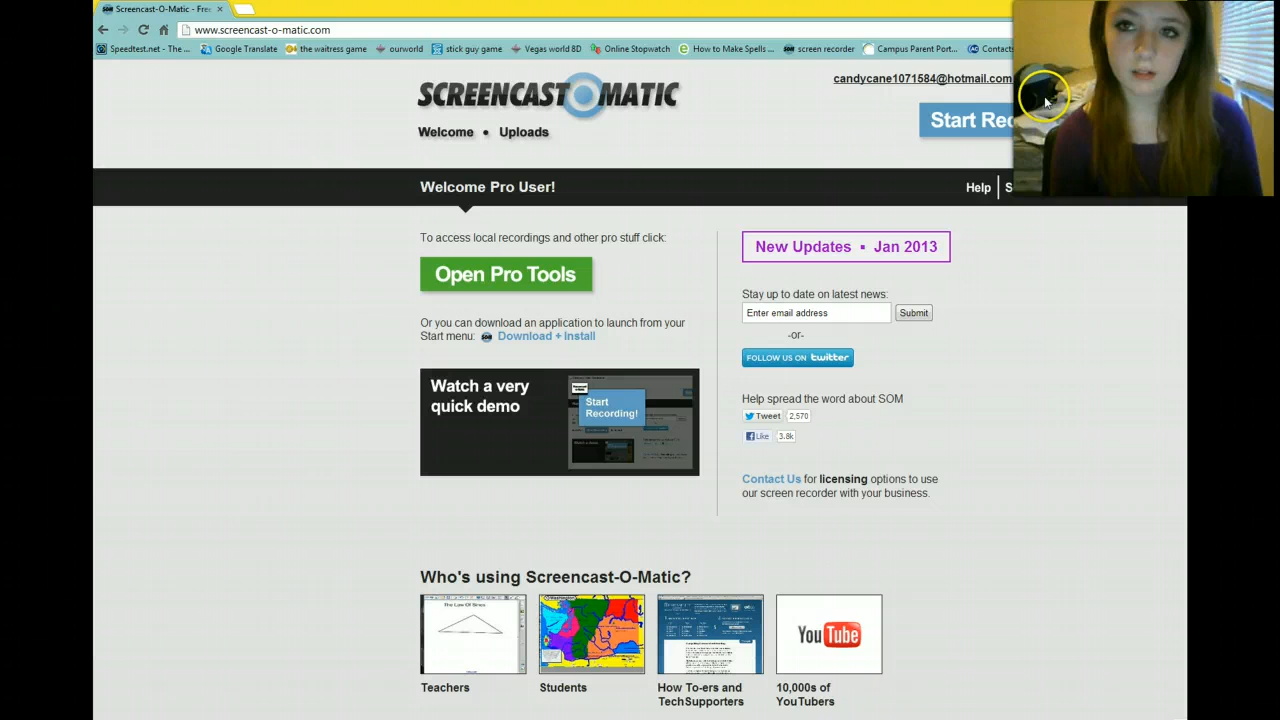 Screencast-O-Matic - Free
www.screencast-o-matic.com
Speedtest.net - The ... Google Translate the waitress game ourworld stick guy game Vegas world 8D Online Stopwatch How to Make Spells ... screen recorder Campus Parent Port... Contacts
SCREENCAST-O-MATIC
candycane1071584@hotmail.com
Start Rec
Welcome • Uploads
Welcome Pro User!
Help S
To access local recordings and other pro stuff click:
Open Pro Tools
Or you can download an application to launch from your
Start menu: SOM Download + Install
Watch a very
quick demo
Start
Recording!
New Updates ▪ Jan 2013
Stay up to date on latest news:
Enter email address Submit
-or-
FOLLOW US ON twitter
Help spread the word about SOM
Tweet 2,570
Like 3.8k
Contact Us for licensing options to use
our screen recorder with your business.
Who's using Screencast-O-Matic?
The Law Of Sines
Washington
YouTube
Teachers
Students
How To-ers and
TechSupporters
10,000s of
YouTubers